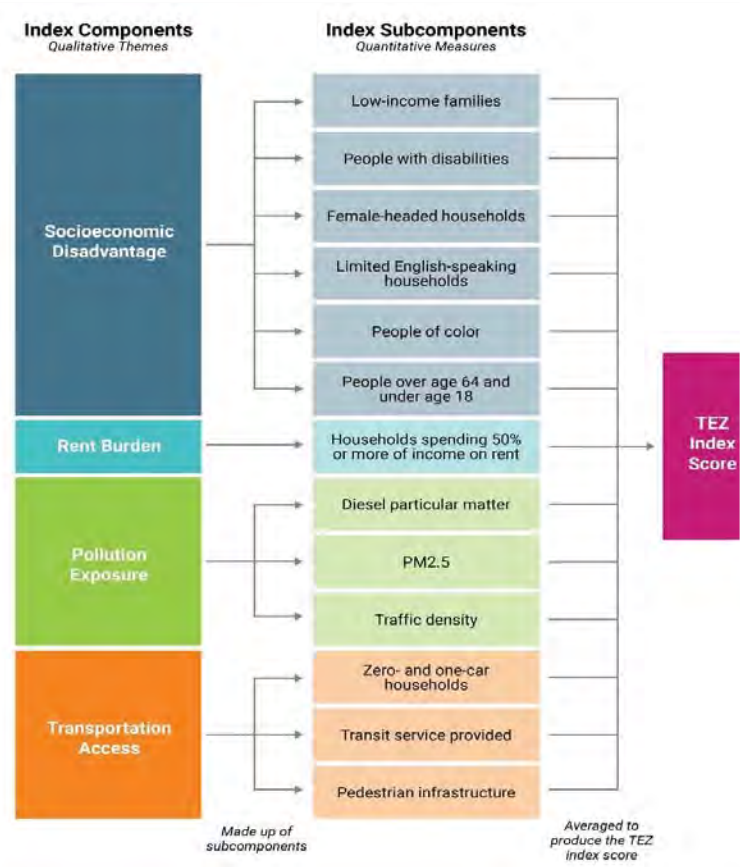 Index Components
Qualitative Themes
Index Subcomponents
Quantitative Measures
Socioeconomic
Disadvantage
Low-income families
People with disabilities
Female-headed households
Limited English-speaking
households
People of color
People over age 64 and
under age 18
Rent Burden
Households spending 50%
or more of income on rent
Pollution
Exposure
Diesel particular matter
PM2.5
Traffic density
Transportation
Access
Zero- and one-car
households
Transit service provided
Pedestrian infrastructure
TEZ
Index
Score
Made up of
subcomponents
Averaged to
produce the TEZ
index score